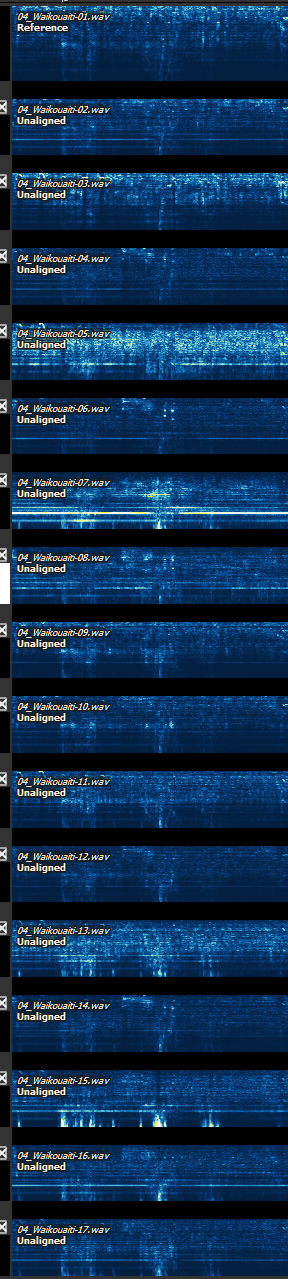 04_Waikouaiti-01.wav
Reference
04_Waikouaiti-02.wav
Unaligned
04_Waikouaiti-03.wav
Unaligned
04_Waikouaiti-04.wav
Unaligned
04_Waikouaiti-05.wav
Unaligned
04_Waikouaiti-06.wav
Unaligned
04_Waikouaiti-07.wav
Unaligned
04_Waikouaiti-08.wav
Unaligned
04_Waikouaiti-09.wav
Unaligned
04_Waikouaiti-10.wav
Unaligned
04_Waikouaiti-11.wav
Unaligned
04_Waikouaiti-12.wav
Unaligned
04_Waikouaiti-13.wav
Unaligned
04_Waikouaiti-14.wav
Unaligned
04_Waikouaiti-15.wav
Unaligned
04_Waikouaiti-16.wav
Unaligned
04_Waikouaiti-17.wav
Unaligned